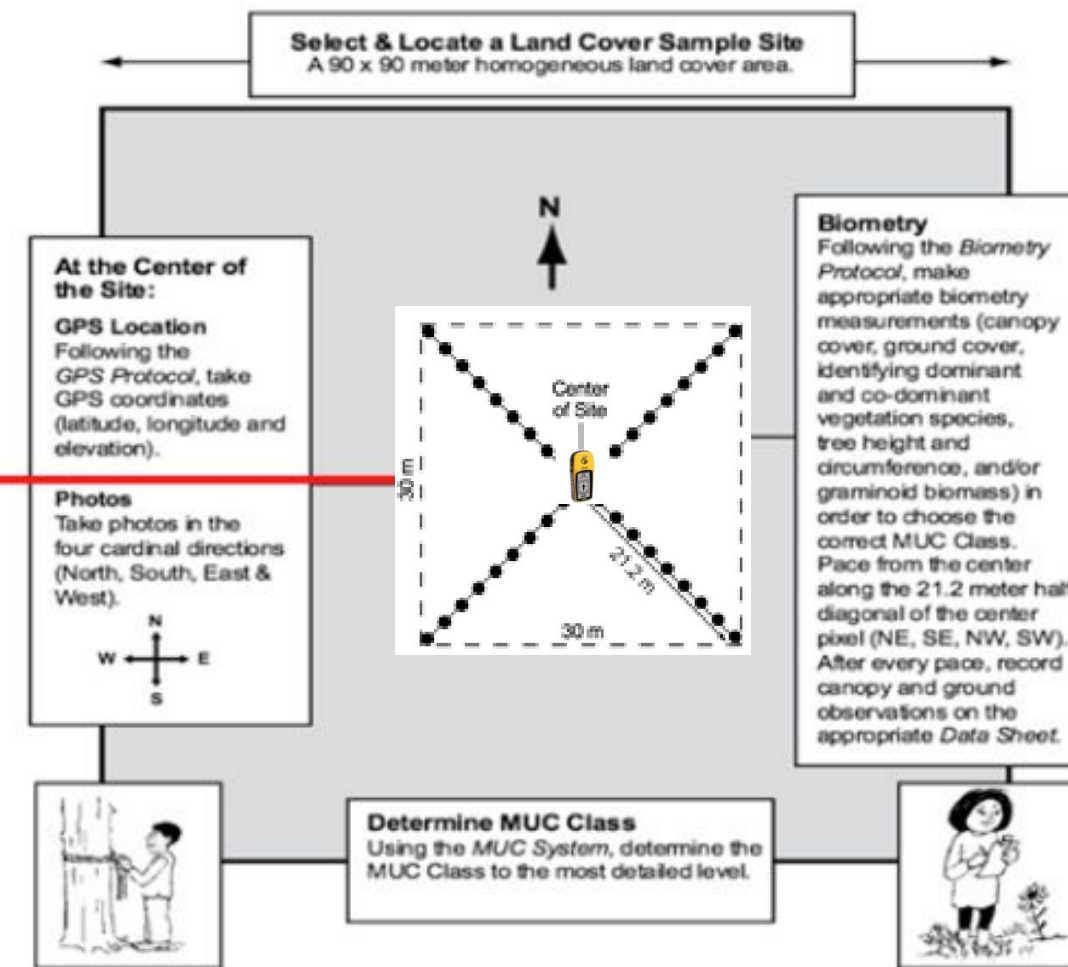 Select & Locate a Land Cover Sample Site
A 90 x 90 meter homogeneous land cover area.
N
At the Center of
the Site:
GPS Location
Following the
GPS Protocol, take
GPS coordinates
(latitude, longitude and
elevation).
Photos
Take photos in the
four cardinal directions
(North, South, East &
West).
N
W E
S
Center
of Site
30 m
21.2 m
30 m
Biometry
Following the Biometry
Protocol, make
appropriate biometry
measurements (canopy
cover, ground cover,
identifying dominant
and co-dominant
vegetation species,
tree height and
circumference, and/or
graminoid biomass) in
order to choose the
correct MUC Class.
Pace from the center
along the 21.2 meter half
diagonal of the center
pixel (NE, SE, NW, SW).
After every pace, record
canopy and ground
observations on the
appropriate Data Sheet.
Determine MUC Class
Using the MUC System, determine the
MUC Class to the most detailed level.